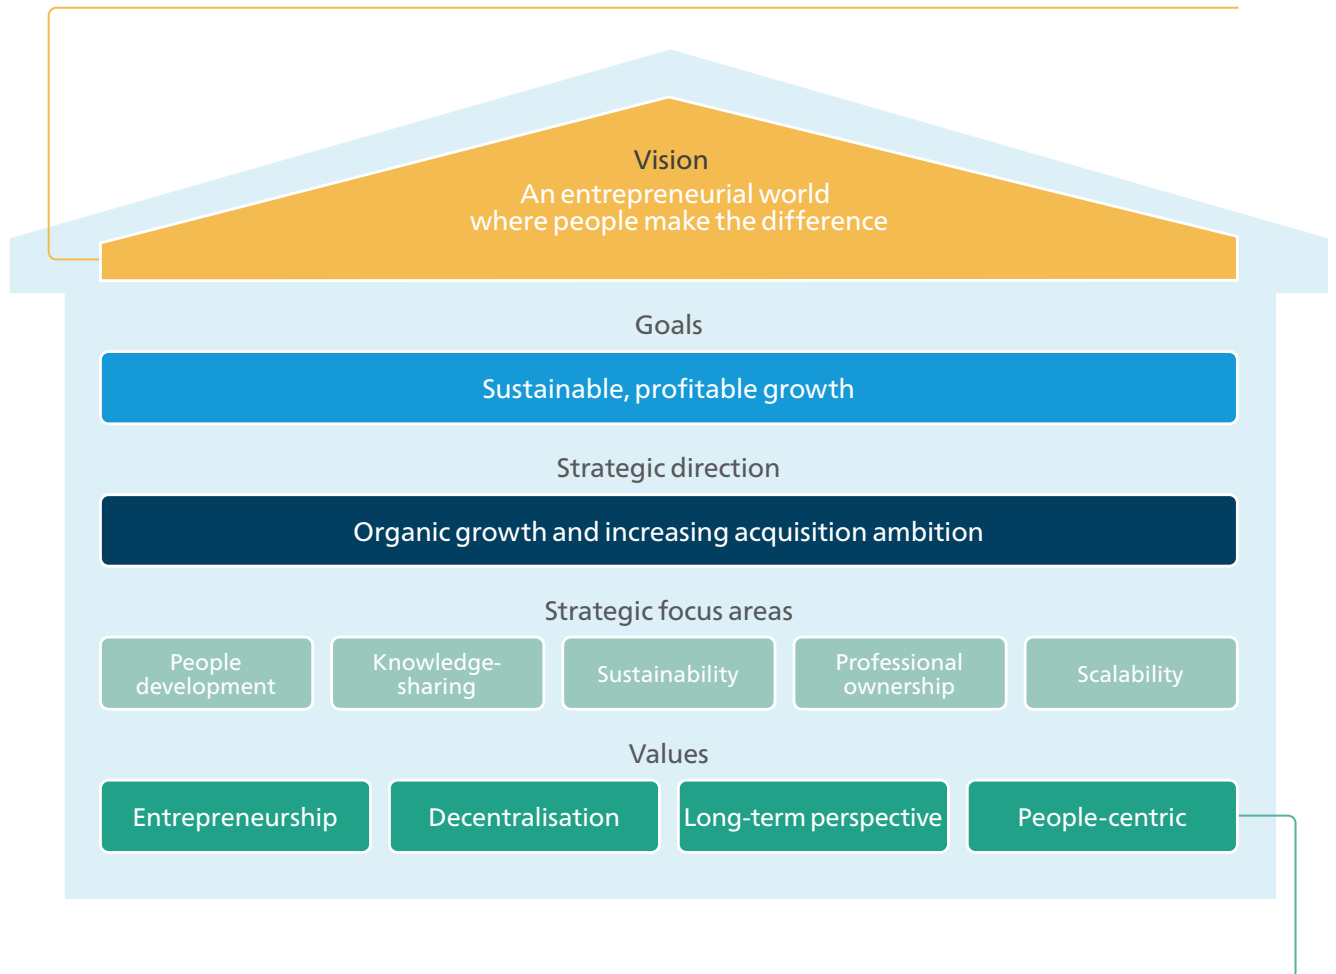 Vision
An entrepreneurial world
where people make the difference
Goals
Sustainable, profitable growth
Strategic direction
Organic growth and increasing acquisition ambition
Strategic focus areas
People
development
Knowledge-
sharing
Sustainability
Professional
ownership
Scalability
Values
Entrepreneurship
Decentralisation
Long-term perspective
People-centric